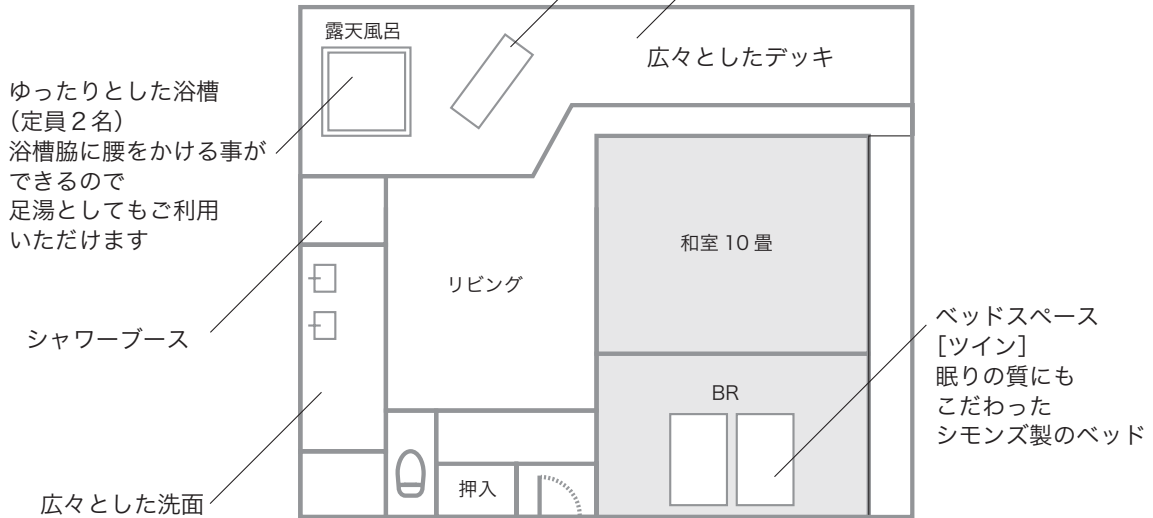 露天風呂
広々としたデッキ
ゆったりとした浴槽
（定員２名）
浴槽脇に腰をかける事が
できるので
足湯としてもご利用
いただけます
和室 10 畳
リビング
シャワーブース
ベッドスペース
［ツイン］
眠りの質にも
こだわった
シモンズ製のベッド
BR
押入
広々とした洗面